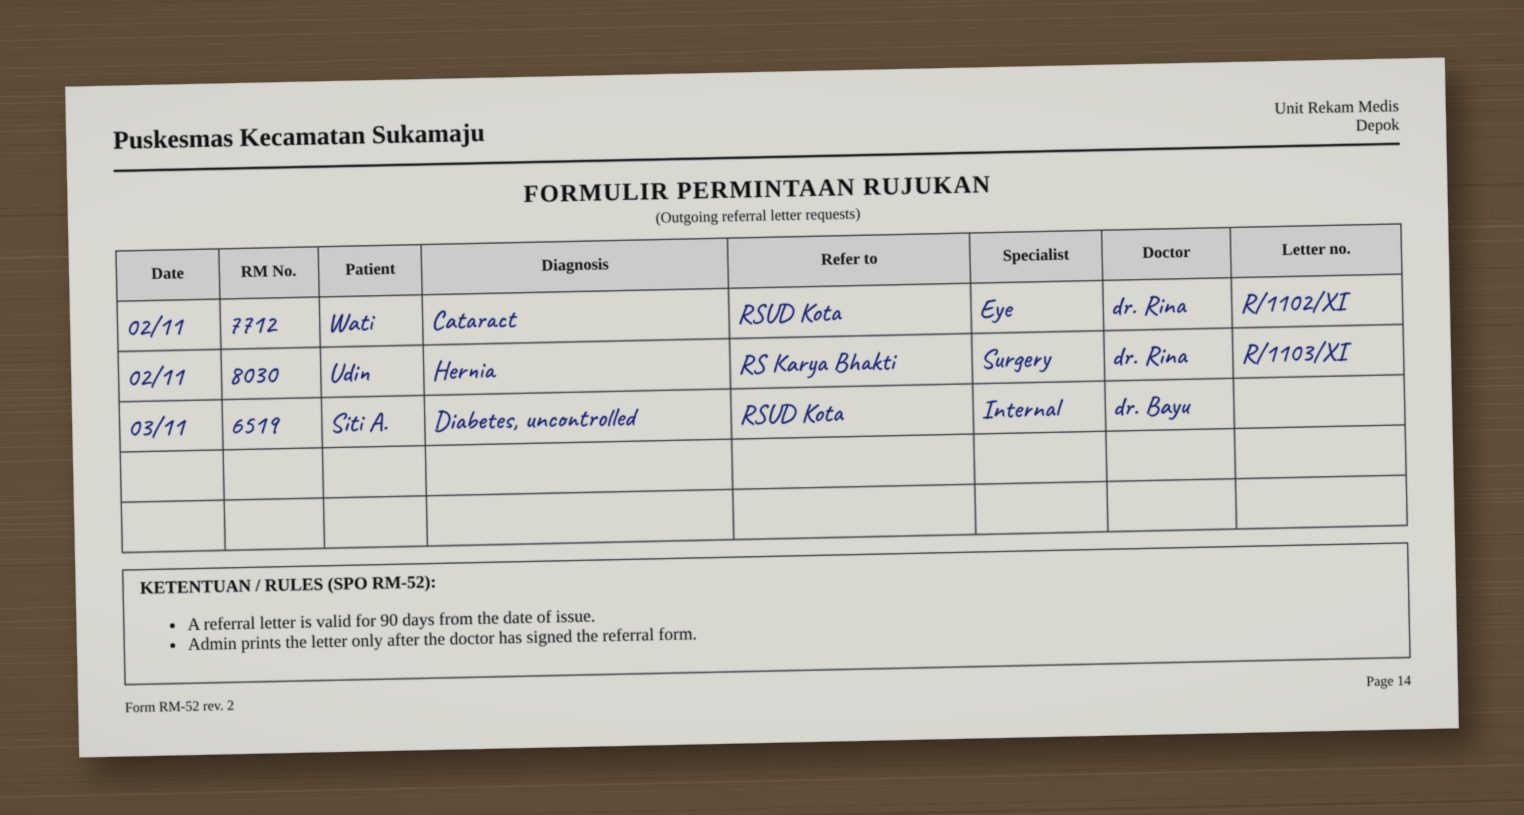 Puskesmas Kecamatan Sukamaju
Unit Rekam Medis
Depok
FORMULIR PERMINTAAN RUJUKAN
(Outgoing referral letter requests)
Date RM No. Patient Diagnosis Refer to Specialist Doctor Letter no.
02/11 7712 Wati Cataract RSUD Kota Eye dr. Rina R/1102/XI
02/11 8030 Udin Hernia RS Karya Bhakti Surgery dr. Rina R/1103/XI
03/11 6519 Siti A. Diabetes, uncontrolled RSUD Kota Internal dr. Bayu
KETENTUAN / RULES (SPO RM-52):
• A referral letter is valid for 90 days from the date of issue.
• Admin prints the letter only after the doctor has signed the referral form.
Form RM-52 rev. 2
Page 14